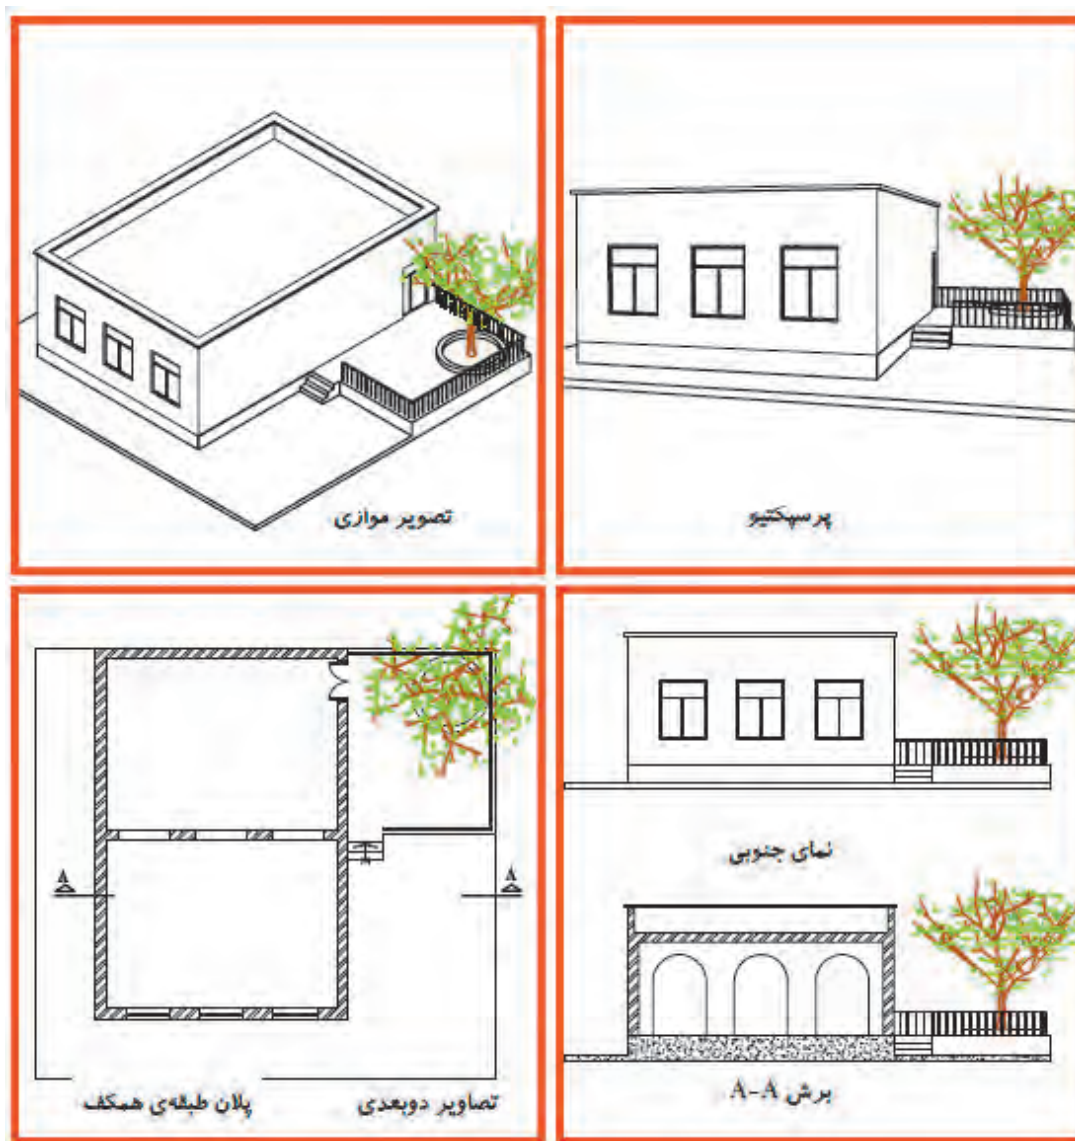 پرسپکتیو
تصویر موازی
نمای جنوبی
برش A-A
A
A
تصاویر دوبعدی
پلان طبقه‌ی همکف